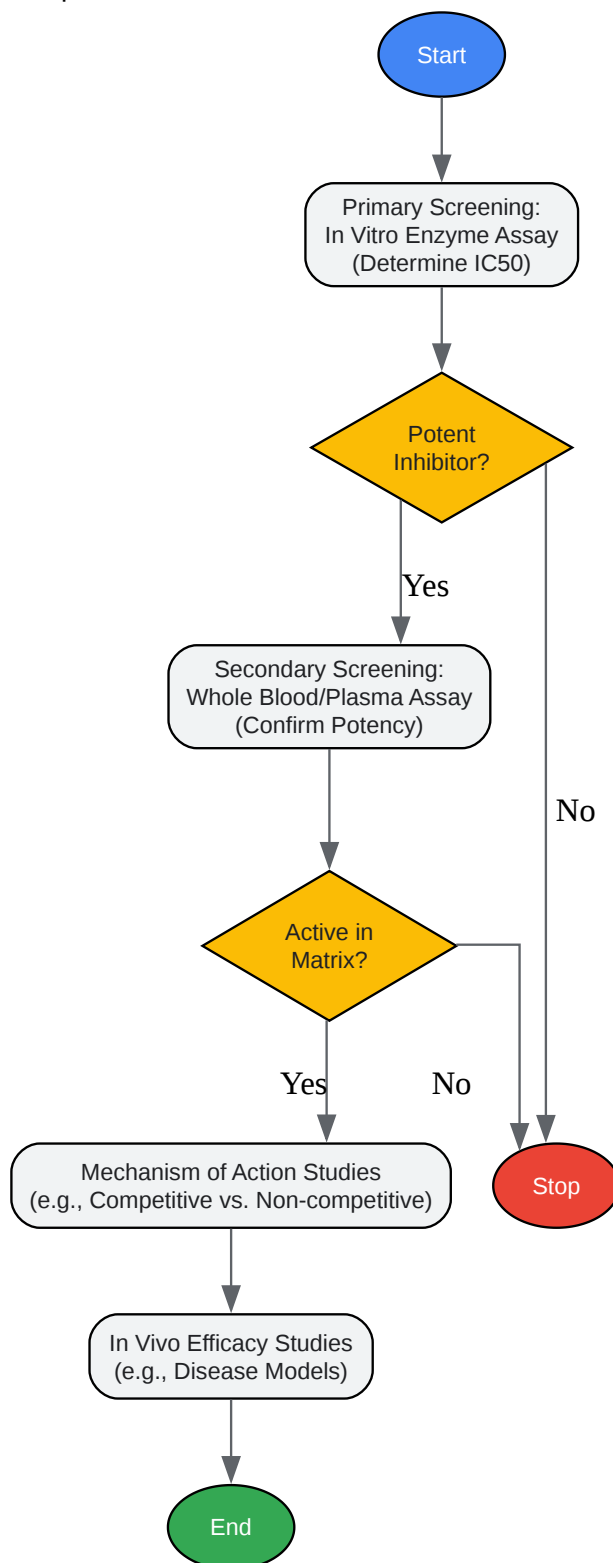 Start
Primary Screening:
In Vitro Enzyme Assay
(Determine IC50)
Potent
Inhibitor?
Yes
Secondary Screening:
Whole Blood/Plasma Assay
(Confirm Potency)
No
Active in
Matrix?
Yes
No
Mechanism of Action Studies
(e.g., Competitive vs. Non-competitive)
Stop
In Vivo Efficacy Studies
(e.g., Disease Models)
End